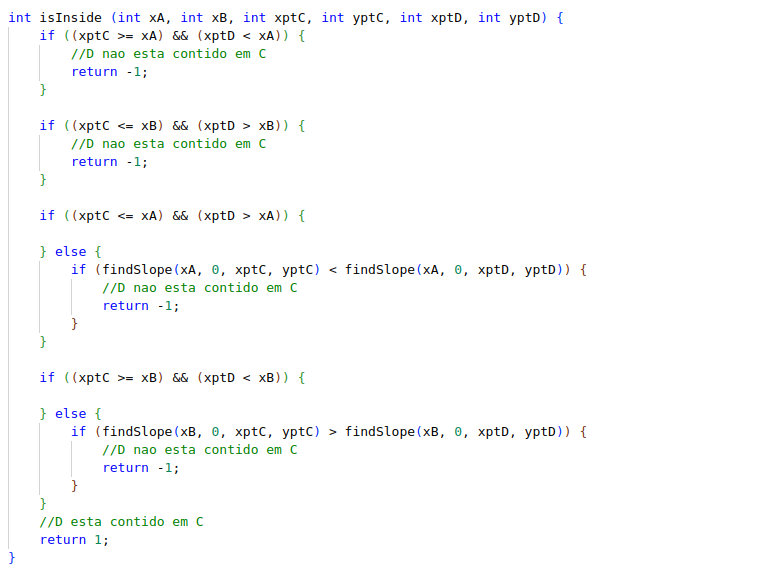 int isInside (int xA, int xB, int xptC, int yptC, int xptD, int yptD) {
    if ((xptC >= xA) && (xptD < xA)) {
        //D nao esta contido em C
        return -1;
    }

    if ((xptC <= xB) && (xptD > xB)) {
        //D nao esta contido em C
        return -1;
    }

    if ((xptC <= xA) && (xptD > xA)) {

    } else {
        if (findSlope(xA, 0, xptC, yptC) < findSlope(xA, 0, xptD, yptD)) {
            //D nao esta contido em C
            return -1;
        }
    }

    if ((xptC >= xB) && (xptD < xB)) {

    } else {
        if (findSlope(xB, 0, xptC, yptC) > findSlope(xB, 0, xptD, yptD)) {
            //D nao esta contido em C
            return -1;
        }
    }
    //D esta contido em C
    return 1;
}